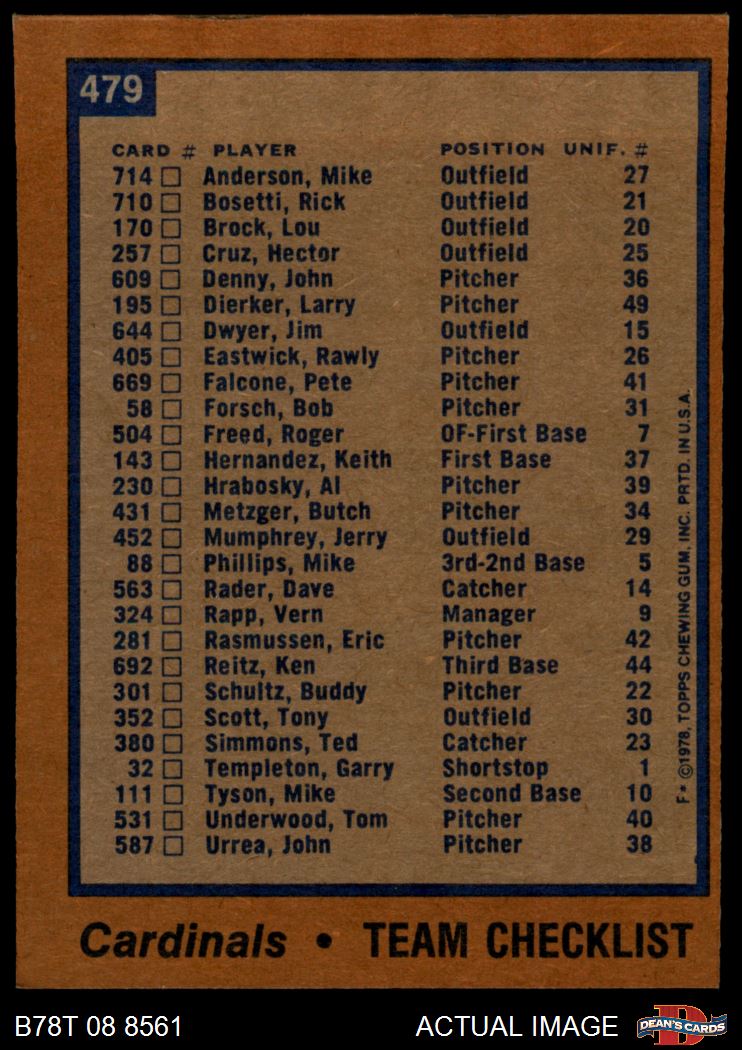 479
CARD # PLAYER POSITION UNIF. #
714 Anderson, Mike Outfield 27
710 Bosetti, Rick Outfield 21
170 Brock, Lou Outfield 20
257 Cruz, Hector Outfield 25
609 Denny, John Pitcher 36
195 Dierker, Larry Pitcher 49
644 Dwyer, Jim Outfield 15
405 Eastwick, Rawly Pitcher 26
669 Falcone, Pete Pitcher 41
58 Forsch, Bob Pitcher 31
504 Freed, Roger OF-First Base 7
143 Hernandez, Keith First Base 37
230 Hrabosky, Al Pitcher 39
431 Metzger, Butch Pitcher 34
452 Mumphrey, Jerry Outfield 29
88 Phillips, Mike 3rd-2nd Base 5
563 Rader, Dave Catcher 14
324 Rapp, Vern Manager 9
281 Rasmussen, Eric Pitcher 42
692 Reitz, Ken Third Base 44
301 Schultz, Buddy Pitcher 22
352 Scott, Tony Outfield 30
380 Simmons, Ted Catcher 23
32 Templeton, Garry Shortstop 1
111 Tyson, Mike Second Base 10
531 Underwood, Tom Pitcher 40
587 Urrea, John Pitcher 38
F* ©1978, TOPPS CHEWING GUM, INC. PRTD. IN U.S.A.
Cardinals • TEAM CHECKLIST
B78T 08 8561 ACTUAL IMAGE DEAN'S CARDS